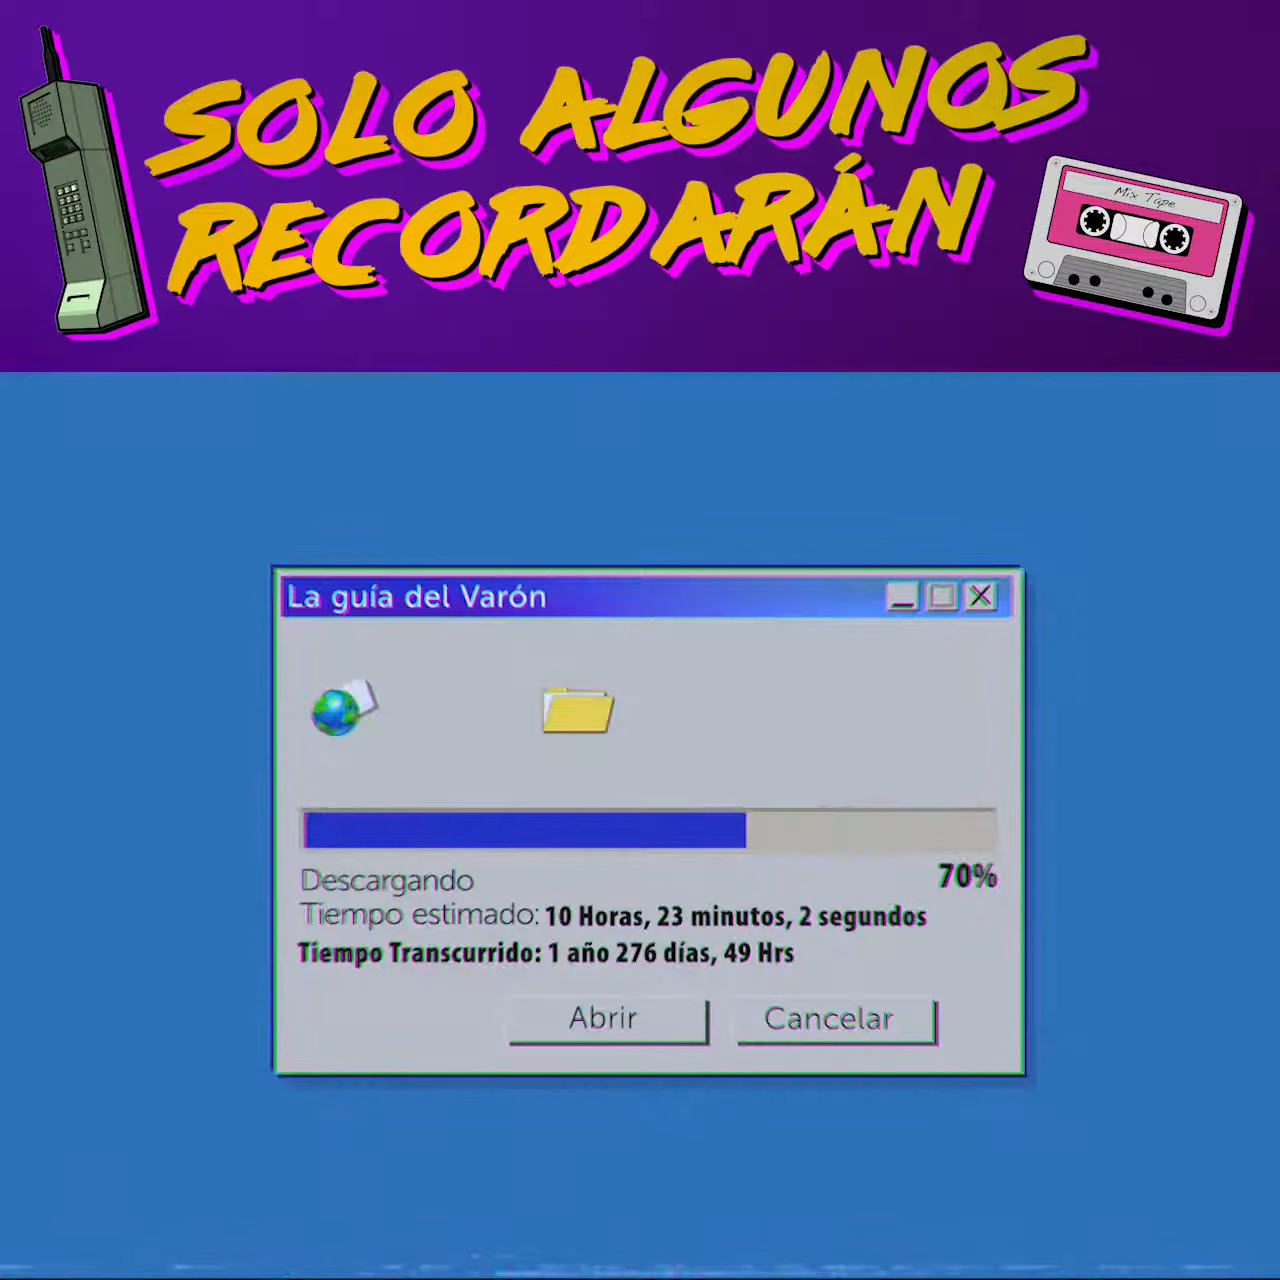 SOLO ALGUNOS
RECORDARÁN
Mix Tape
La guía del Varón
70%
Descargando
Tiempo estimado: 10 Horas, 23 minutos, 2 segundos
Tiempo Transcurrido: 1 año 276 días, 49 Hrs
Abrir Cancelar